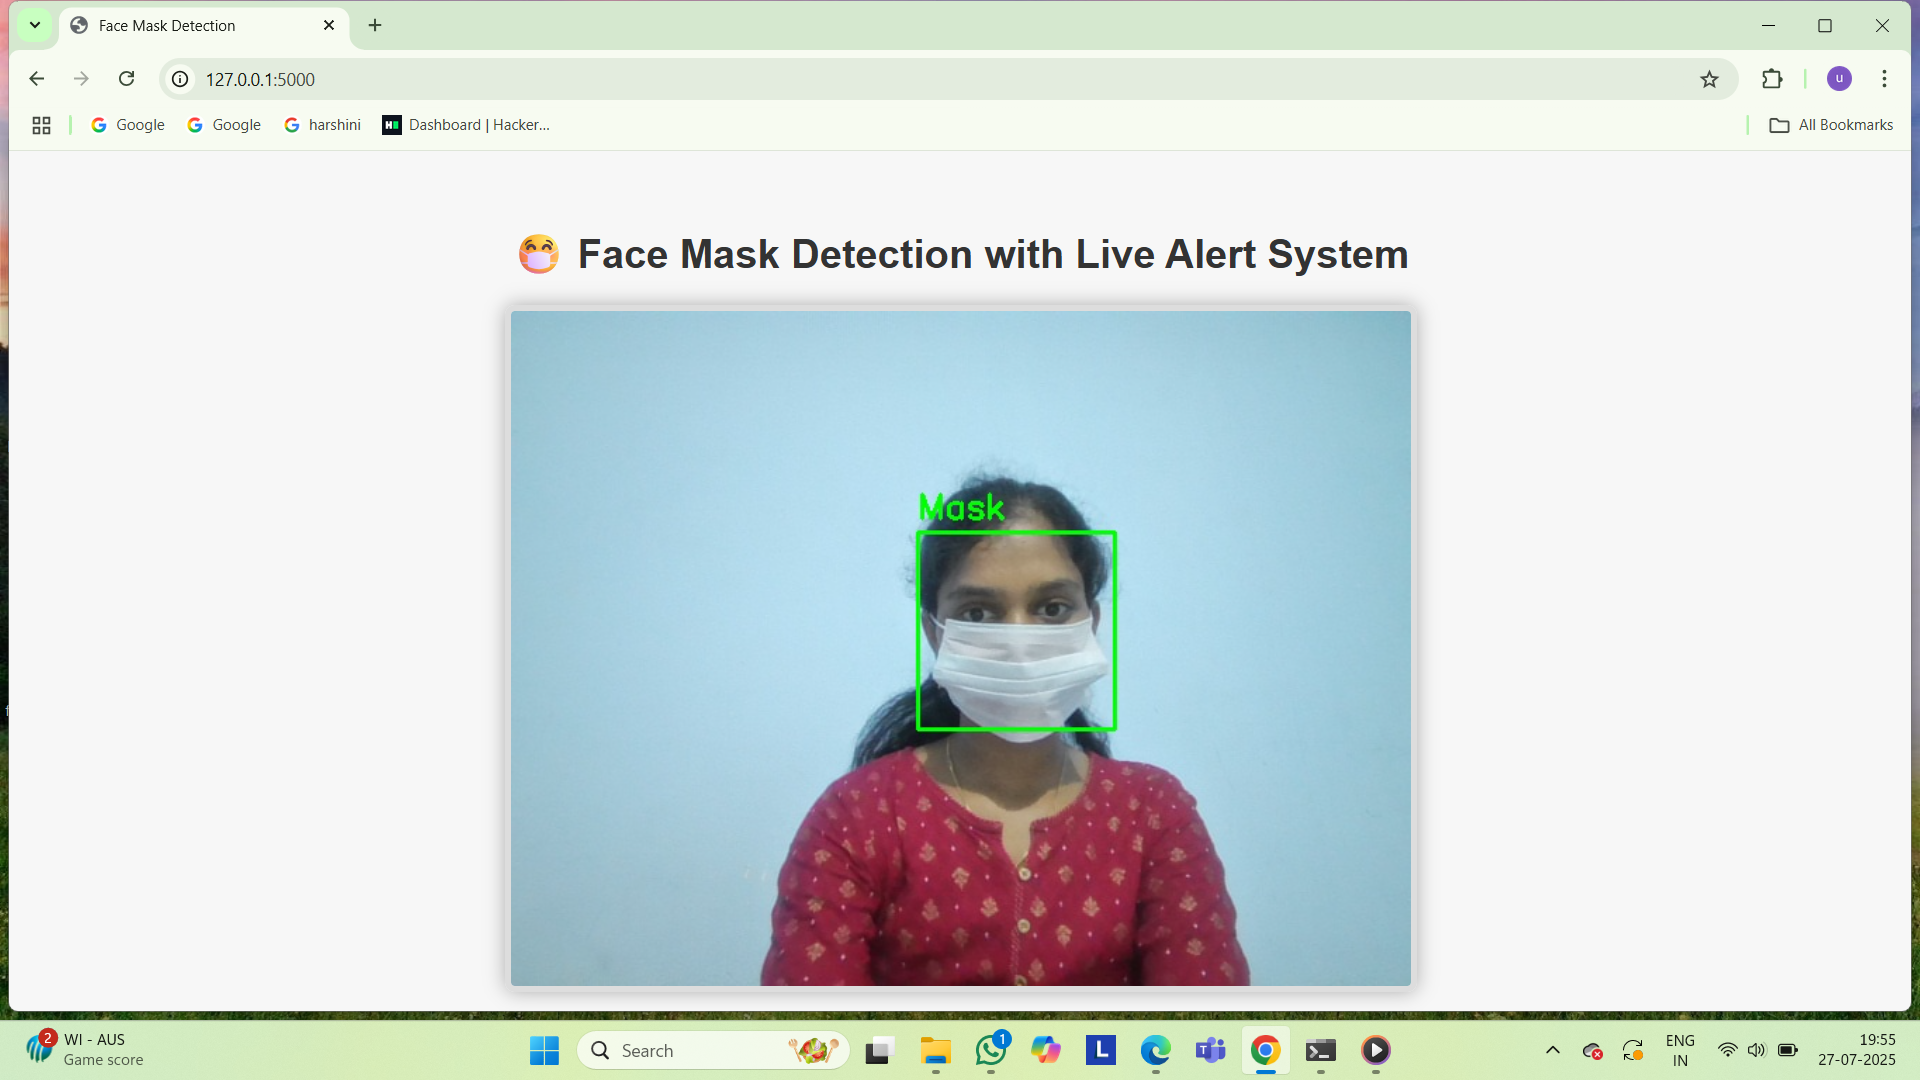 Face Mask Detection
127.0.0.1:5000
u
Google
Google
harshini
Dashboard | Hacker...
All Bookmarks
😷 Face Mask Detection with Live Alert System
Mask
2
WI - AUS
Game score
Search
1
L
T
ENG
IN
19:55
27-07-2025